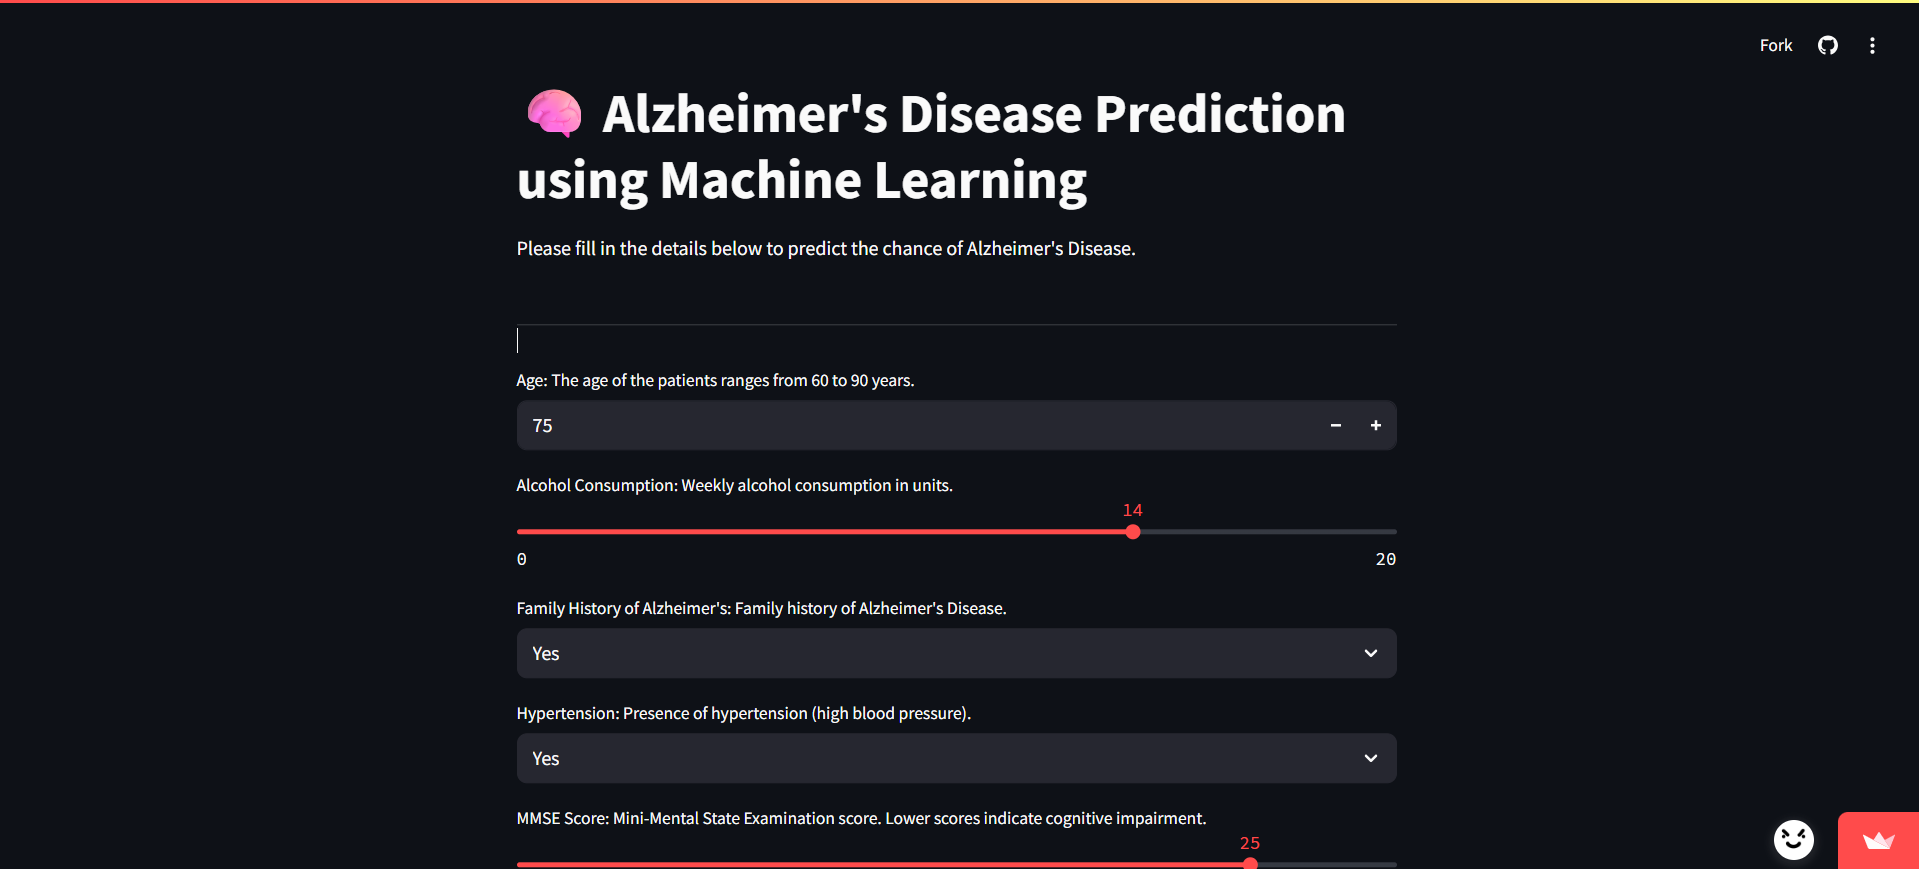 Fork
Alzheimer's Disease Prediction
using Machine Learning
Please fill in the details below to predict the chance of Alzheimer's Disease.
Age: The age of the patients ranges from 60 to 90 years.
75
Alcohol Consumption: Weekly alcohol consumption in units.
14
0 20
Family History of Alzheimer's: Family history of Alzheimer's Disease.
Yes
Hypertension: Presence of hypertension (high blood pressure).
Yes
MMSE Score: Mini-Mental State Examination score. Lower scores indicate cognitive impairment.
25